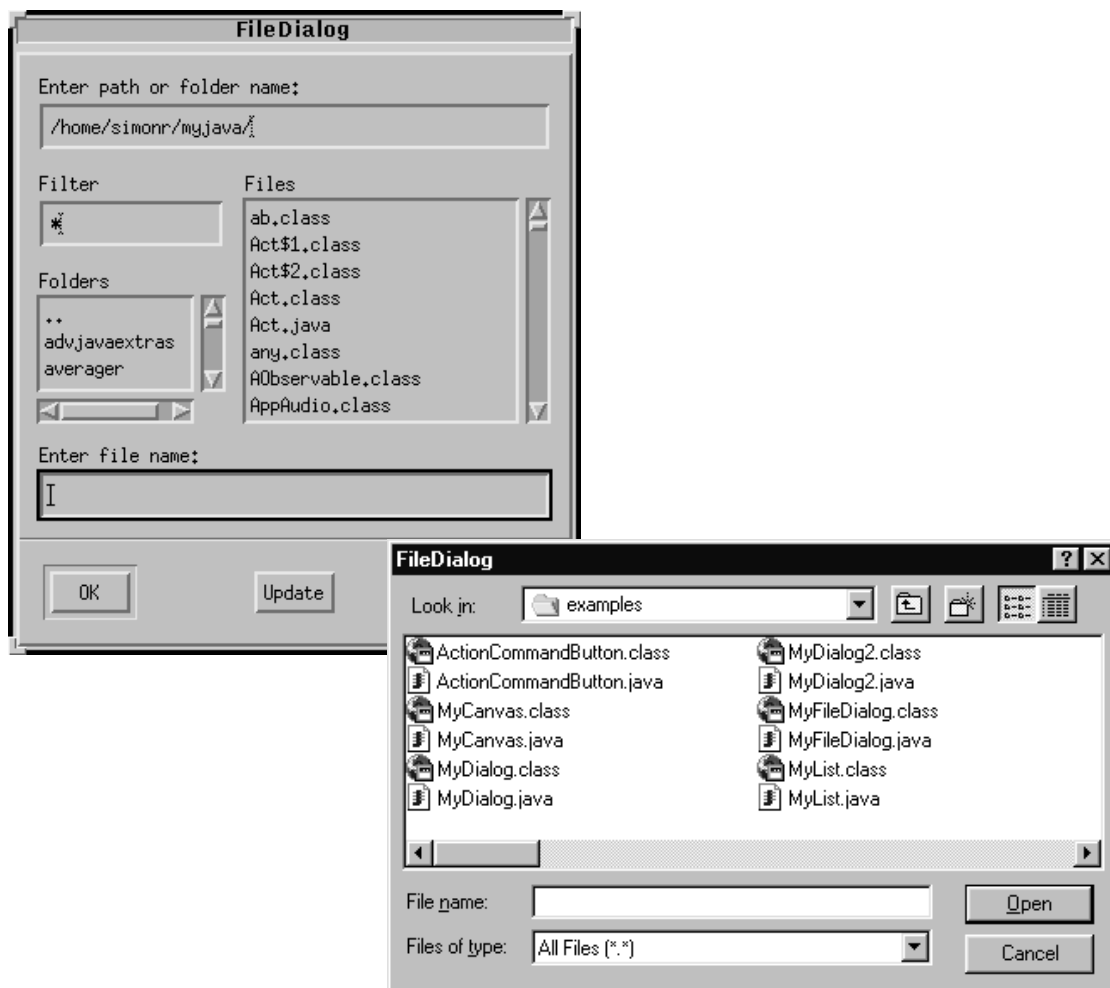 FileDialog
Enter path or folder name:
/home/simonr/myjava/
Filter
*
Files
ab.class
Act$1.class
Act$2.class
Act.class
Act.java
any.class
AObservable.class
AppAudio.class
Folders
..
advjavaextras
averager
Enter file name:
OK
Update
FileDialog
Look in:
examples
ActionCommandButton.class
ActionCommandButton.java
MyCanvas.class
MyCanvas.java
MyDialog.class
MyDialog.java
MyDialog2.class
MyDialog2.java
MyFileDialog.class
MyFileDialog.java
MyList.class
MyList.java
File name:
Open
Files of type:
All Files (*.*)
Cancel